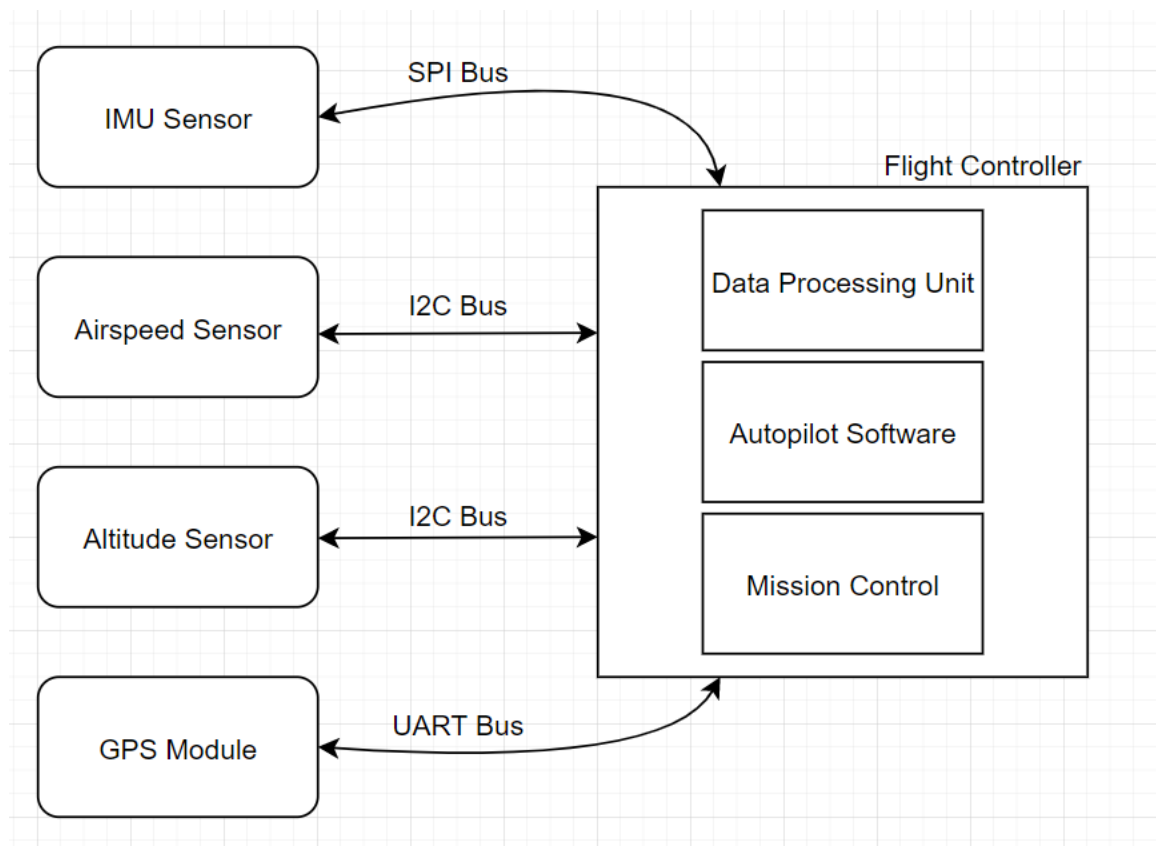 SPI Bus
IMU Sensor
Flight Controller
Data Processing Unit
I2C Bus
Airspeed Sensor
Autopilot Software
I2C Bus
Altitude Sensor
Mission Control
UART Bus
GPS Module